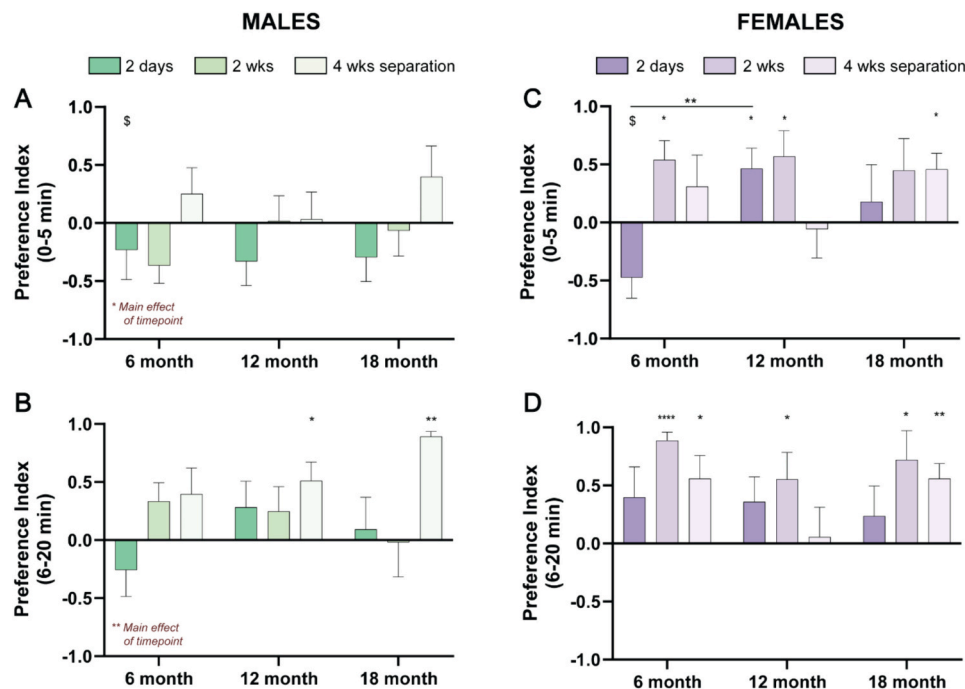 MALES
2 days 2 wks 4 wks separation
A
Preference Index
(0-5 min)
1.0
0.5
0.0
-0.5
-1.0
$
* Main effect
of timepoint
6 month 12 month 18 month
B
Preference Index
(6-20 min)
1.0
0.5
0.0
-0.5
-1.0
* **
** Main effect
of timepoint
6 month 12 month 18 month
FEMALES
2 days 2 wks 4 wks separation
C
Preference Index
(0-5 min)
1.0
0.5
0.0
0.5
-1.0
**
$ * * * *
6 month 12 month 18 month
D
Preference Index
(6-20 min)
1.0
0.5
0.0
0.5
-1.0
**** * * * **
6 month 12 month 18 month